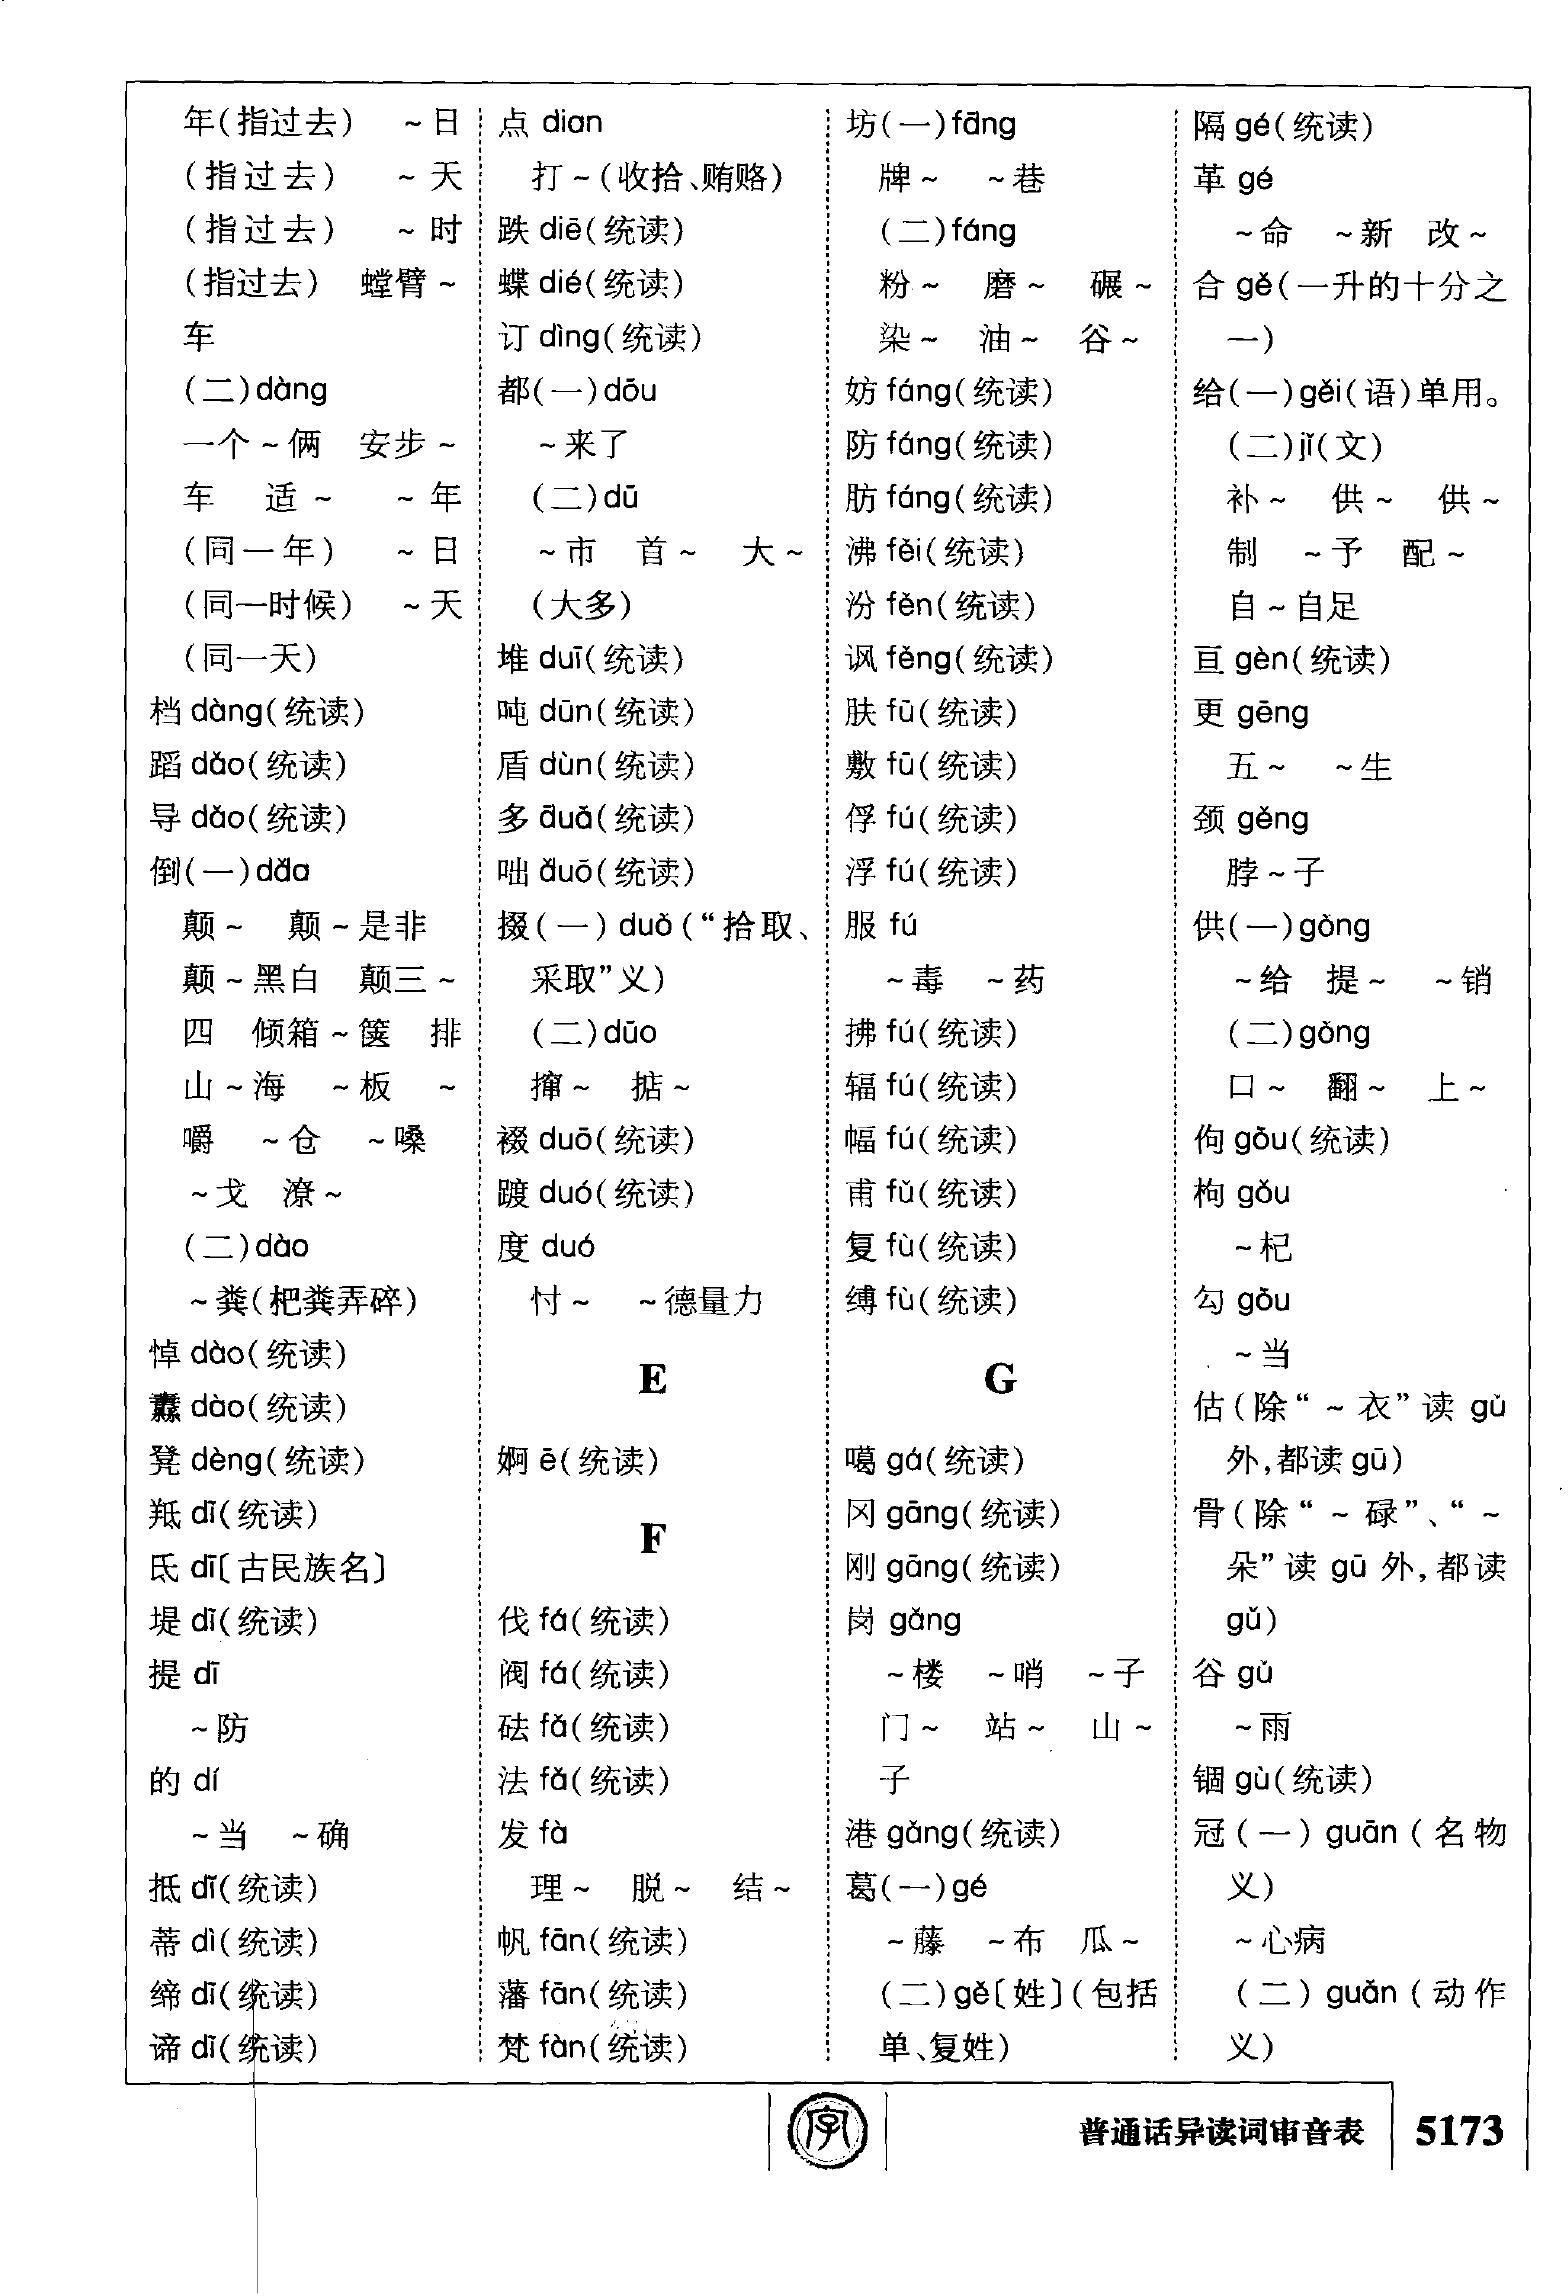 年(指过去) ~日
(指过去) ~天
(指过去) ~时
(指过去) 螳臂~
车
(二)dàng
一个~俩 安步~
车 适~ ~年
(同一年) ~日
(同一时候) ~天
(同一天)
档 dàng(统读)
蹈 dǎo(统读)
导 dǎo(统读)
倒(一)dǎo
颠~ 颠~是非
颠~黑白 颠三~
四 倾箱~箧 排
山~海 ~板 ~
嚼 ~仓 ~嗓
~戈 潦~
(二)dào
~粪(耙粪弄碎)
悼 dào(统读)
纛 dào(统读)
凳 dèng(统读)
羝 dī(统读)
氐 dī〔古民族名〕
堤 dī(统读)
提 dī
~防
的 dí
~当 ~确
抵 dǐ(统读)
蒂 dì(统读)
缔 dì(统读)
谛 dì(统读)
点 dian
打~(收拾、贿赂)
跌 diē(统读)
蝶 dié(统读)
订 dìng(统读)
都(一)dōu
~来了
(二)dū
~市 首~ 大~
(大多)
堆 duī(统读)
吨 dūn(统读)
盾 dùn(统读)
多 duō(统读)
咄 duō(统读)
掇(一) duō(“拾取、
采取”义)
(二)duo
撺~ 掂~
裰 duō(统读)
踱 duó(统读)
度 duó
忖~ ~德量力
E
婀 ē(统读)
F
伐 fá(统读)
阀 fá(统读)
砝 fǎ(统读)
法 fǎ(统读)
发 fà
理~ 脱~ 结~
帆 fān(统读)
藩 fān(统读)
梵 fàn(统读)
坊(一)fāng
牌~ ~巷
(二)fáng
粉~ 磨~ 碾~
染~ 油~ 谷~
妨 fáng(统读)
防 fáng(统读)
肪 fáng(统读)
沸 fèi(统读)
汾 fén(统读)
讽 fěng(统读)
肤 fū(统读)
敷 fū(统读)
俘 fú(统读)
浮 fú(统读)
服 fú
~毒 ~药
拂 fú(统读)
辐 fú(统读)
幅 fú(统读)
甫 fǔ(统读)
复 fù(统读)
缚 fù(统读)
G
噶 gá(统读)
冈 gāng(统读)
刚 gāng(统读)
岗 gǎng
~楼 ~哨 ~子
门~ 站~ 山~
子
港 gǎng(统读)
葛(一)gé
~藤 ~布 瓜~
(二)gě〔姓〕(包括
单、复姓)
隔 gé(统读)
革 gé
~命 ~新 改~
合 gě(一升的十分之
一)
给(一)gěi(语)单用。
(二)jǐ(文)
补~ 供~ 供~
制 ~予 配~
自~自足
亘 gèn(统读)
更 gēng
五~ ~生
颈 gěng
脖~子
供(一)gōng
~给 提~ ~销
(二)gòng
口~ 翻~ 上~
佝 gōu(统读)
枸 gǒu
~杞
勾 gòu
~当
估(除“~衣”读 gù
外,都读 gū)
骨(除“~碌”、“~
朵”读 gū 外,都读
gǔ)
谷 gǔ
~雨
锢 gù(统读)
冠(一) guān(名物
义)
~心病
(二) guàn(动作
义)
字
普通话异读词审音表
5173